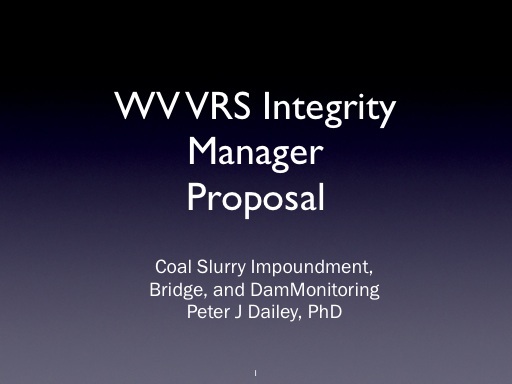 WV VRS Integrity
Manager
Proposal
Coal Slurry Impoundment,
Bridge, and DamMonitoring
Peter J Dailey, PhD
1